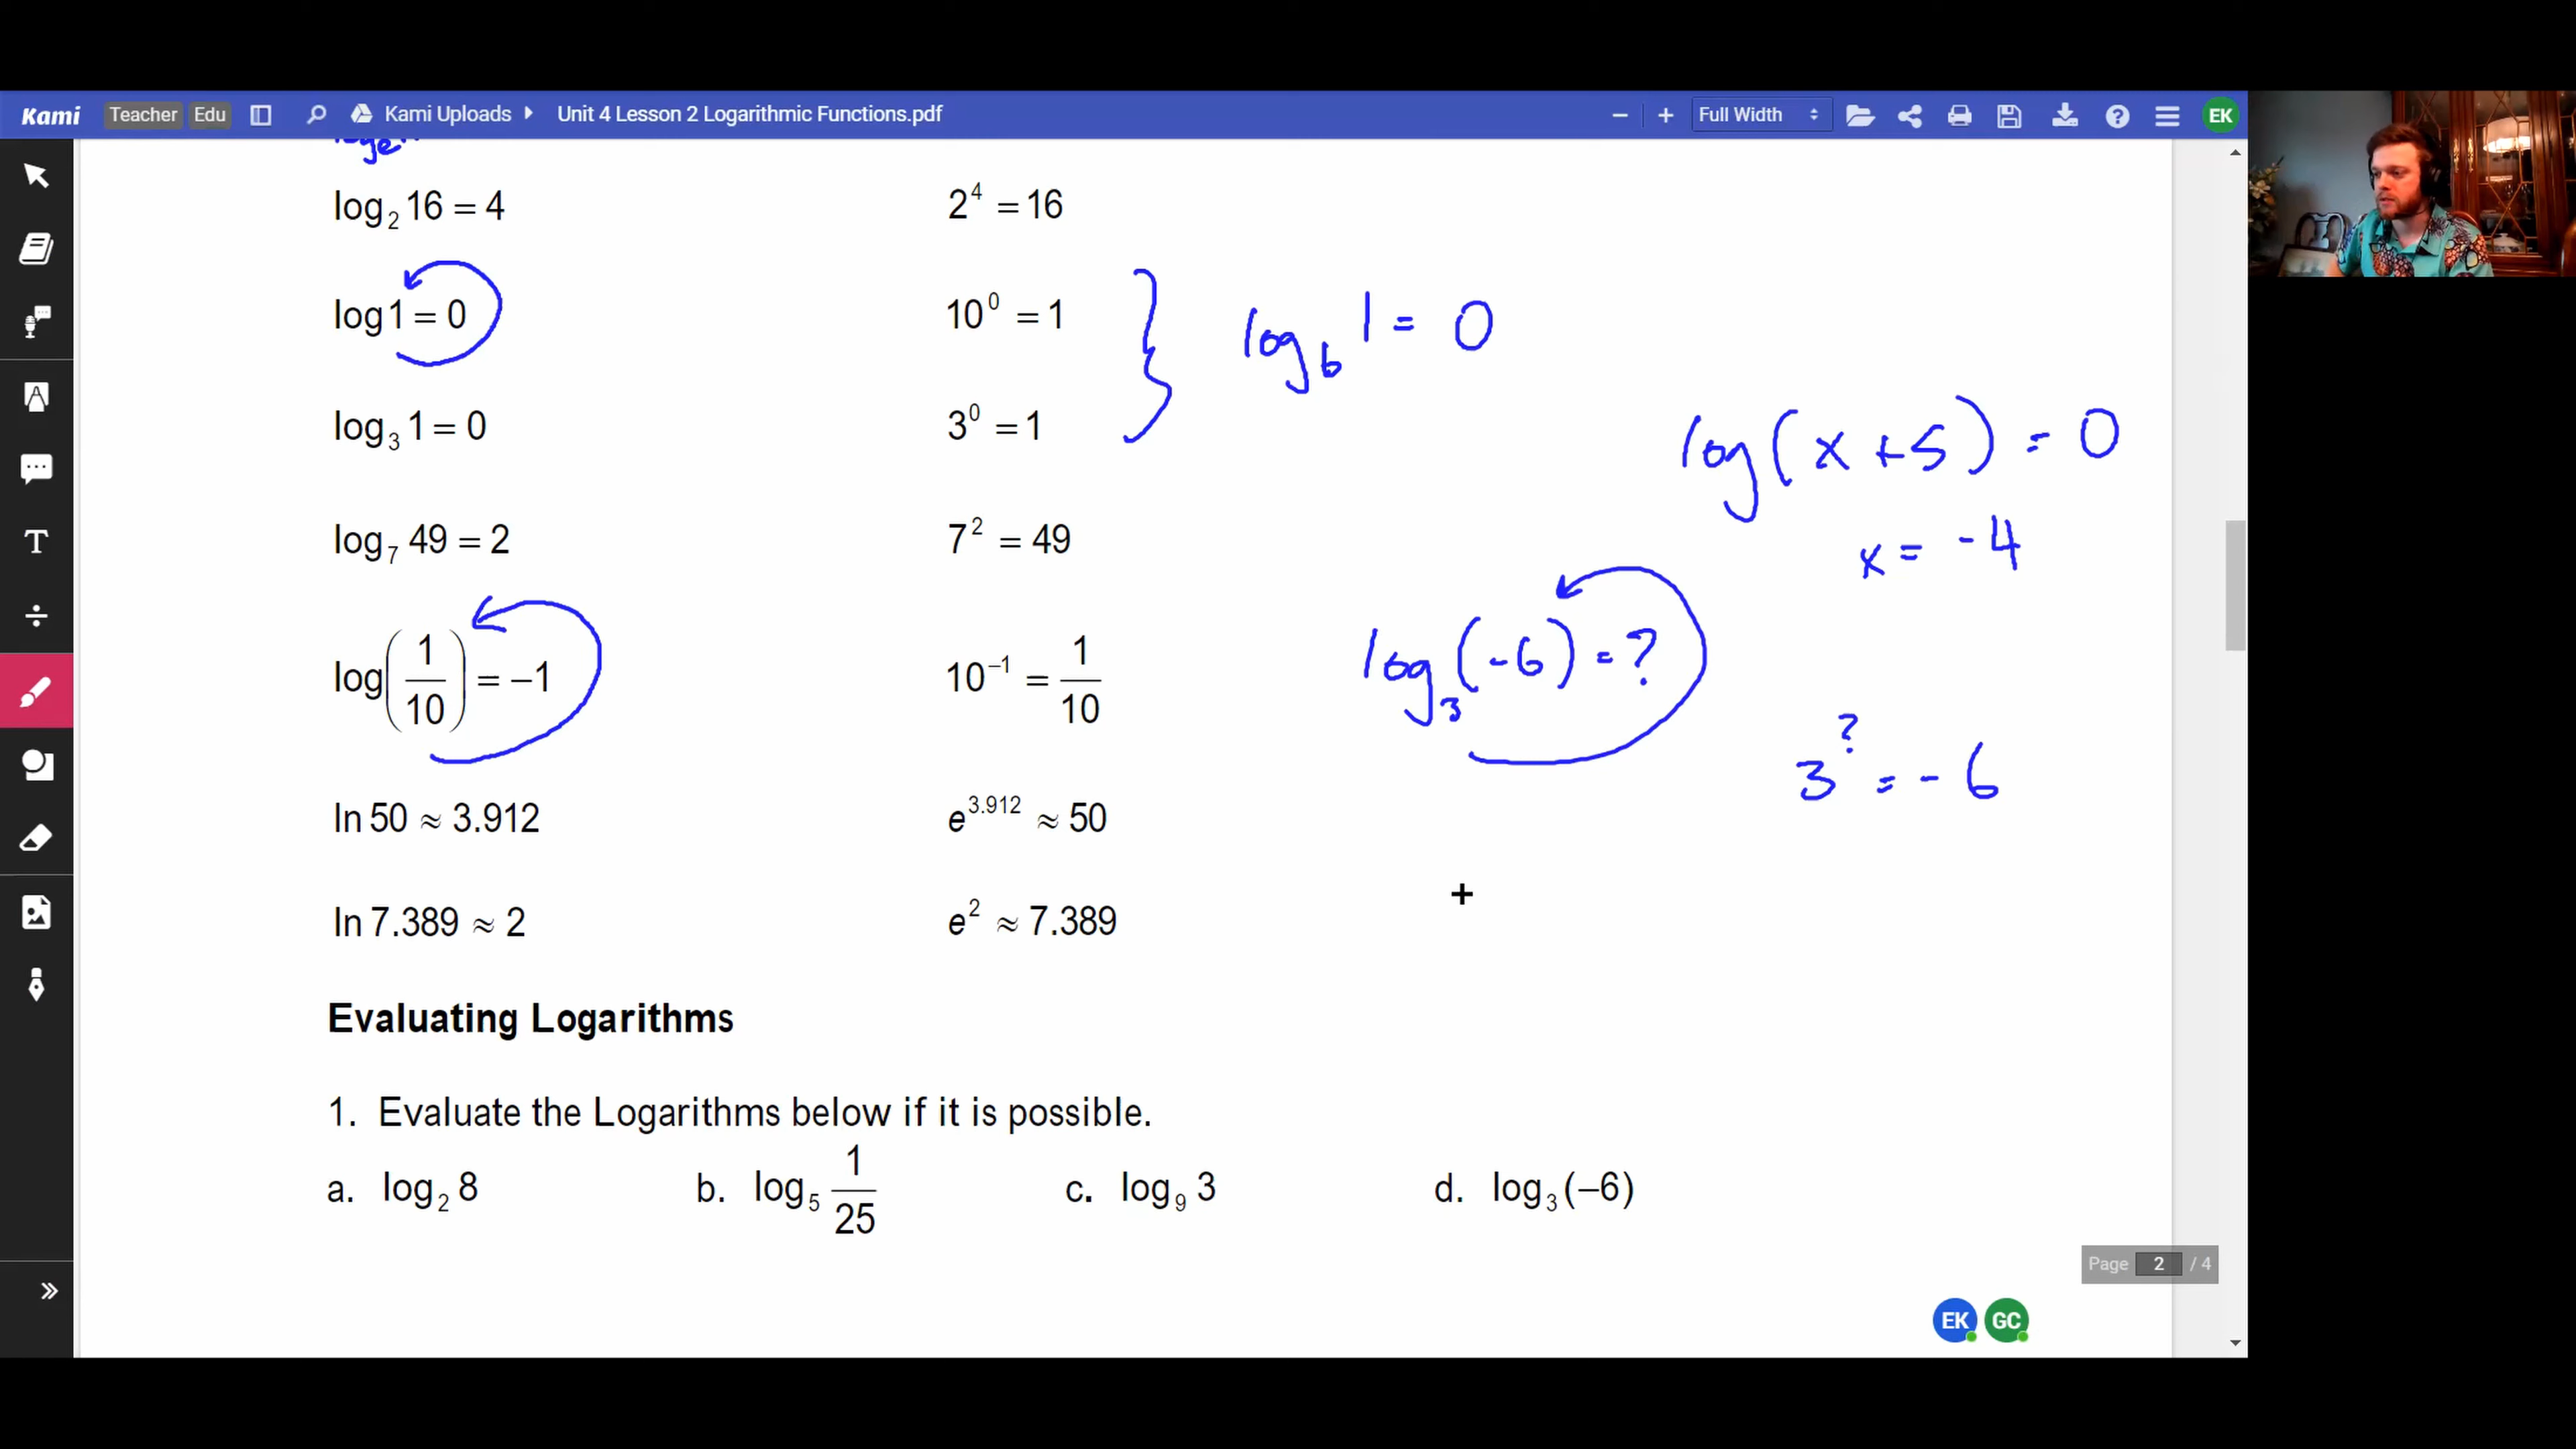 Kami Teacher Edu Kami Uploads Unit 4 Lesson 2 Logarithmic Functions.pdf Full Width EK
log₂ 16 = 4 2⁴ = 16
log 1 = 0 10⁰ = 1 log_b 1 = 0
log₃ 1 = 0 3⁰ = 1 log(x + 5) = 0
log₇ 49 = 2 7² = 49 x = -4
log(1/10) = −1 10⁻¹ = 1/10 log₃(-6) = ?
3^? = -6
ln 50 ≈ 3.912 e^3.912 ≈ 50
ln 7.389 ≈ 2 e² ≈ 7.389
Evaluating Logarithms
1. Evaluate the Logarithms below if it is possible.
a. log₂ 8 b. log₅ 1/25 c. log₉ 3 d. log₃(−6)
Page 2 / 4
EK GC